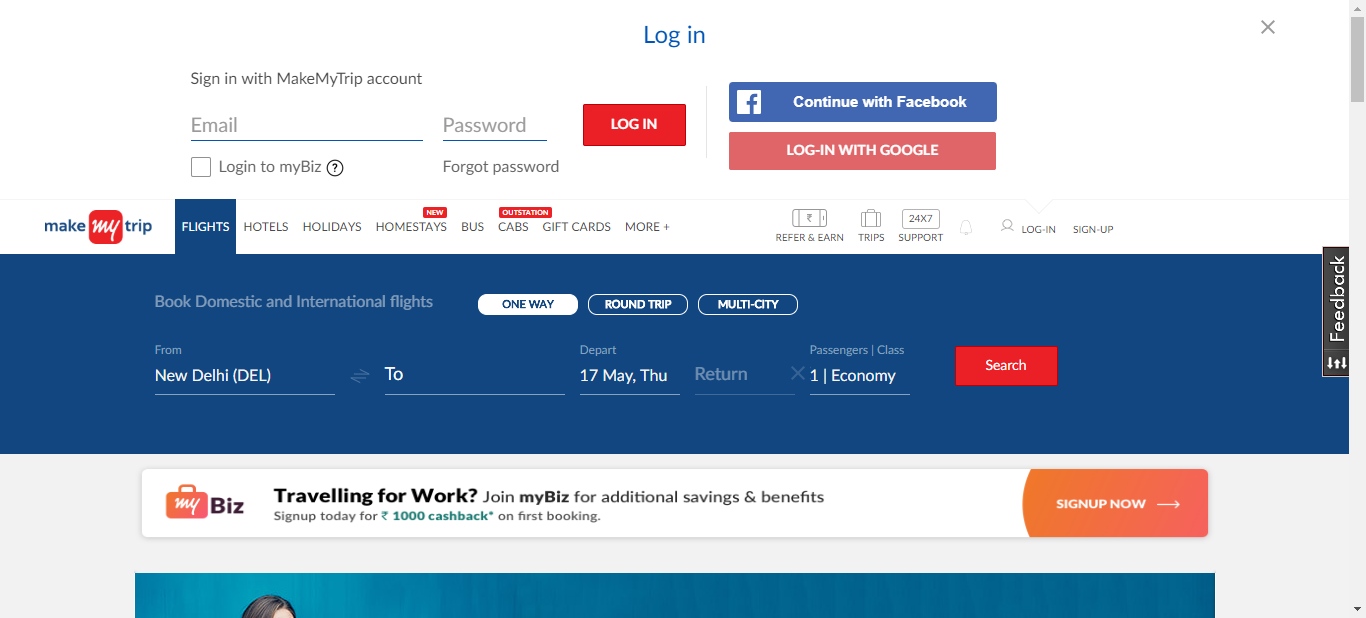 Log in
Sign in with MakeMyTrip account
Email
Password
LOG IN
Login to myBiz ?
Forgot password
f Continue with Facebook
LOG-IN WITH GOOGLE
make my trip
FLIGHTS
HOTELS
HOLIDAYS
NEW
HOMESTAYS
BUS
OUTSTATION
CABS
GIFT CARDS
MORE +
₹
REFER & EARN
TRIPS
24X7
SUPPORT
LOG-IN
SIGN-UP
Book Domestic and International flights
ONE WAY
ROUND TRIP
MULTI-CITY
From
New Delhi (DEL)
To
Depart
17 May, Thu
Return
Passengers | Class
1 | Economy
Search
Feedback
my Biz
Travelling for Work? Join myBiz for additional savings & benefits
Signup today for ₹ 1000 cashback* on first booking.
SIGNUP NOW